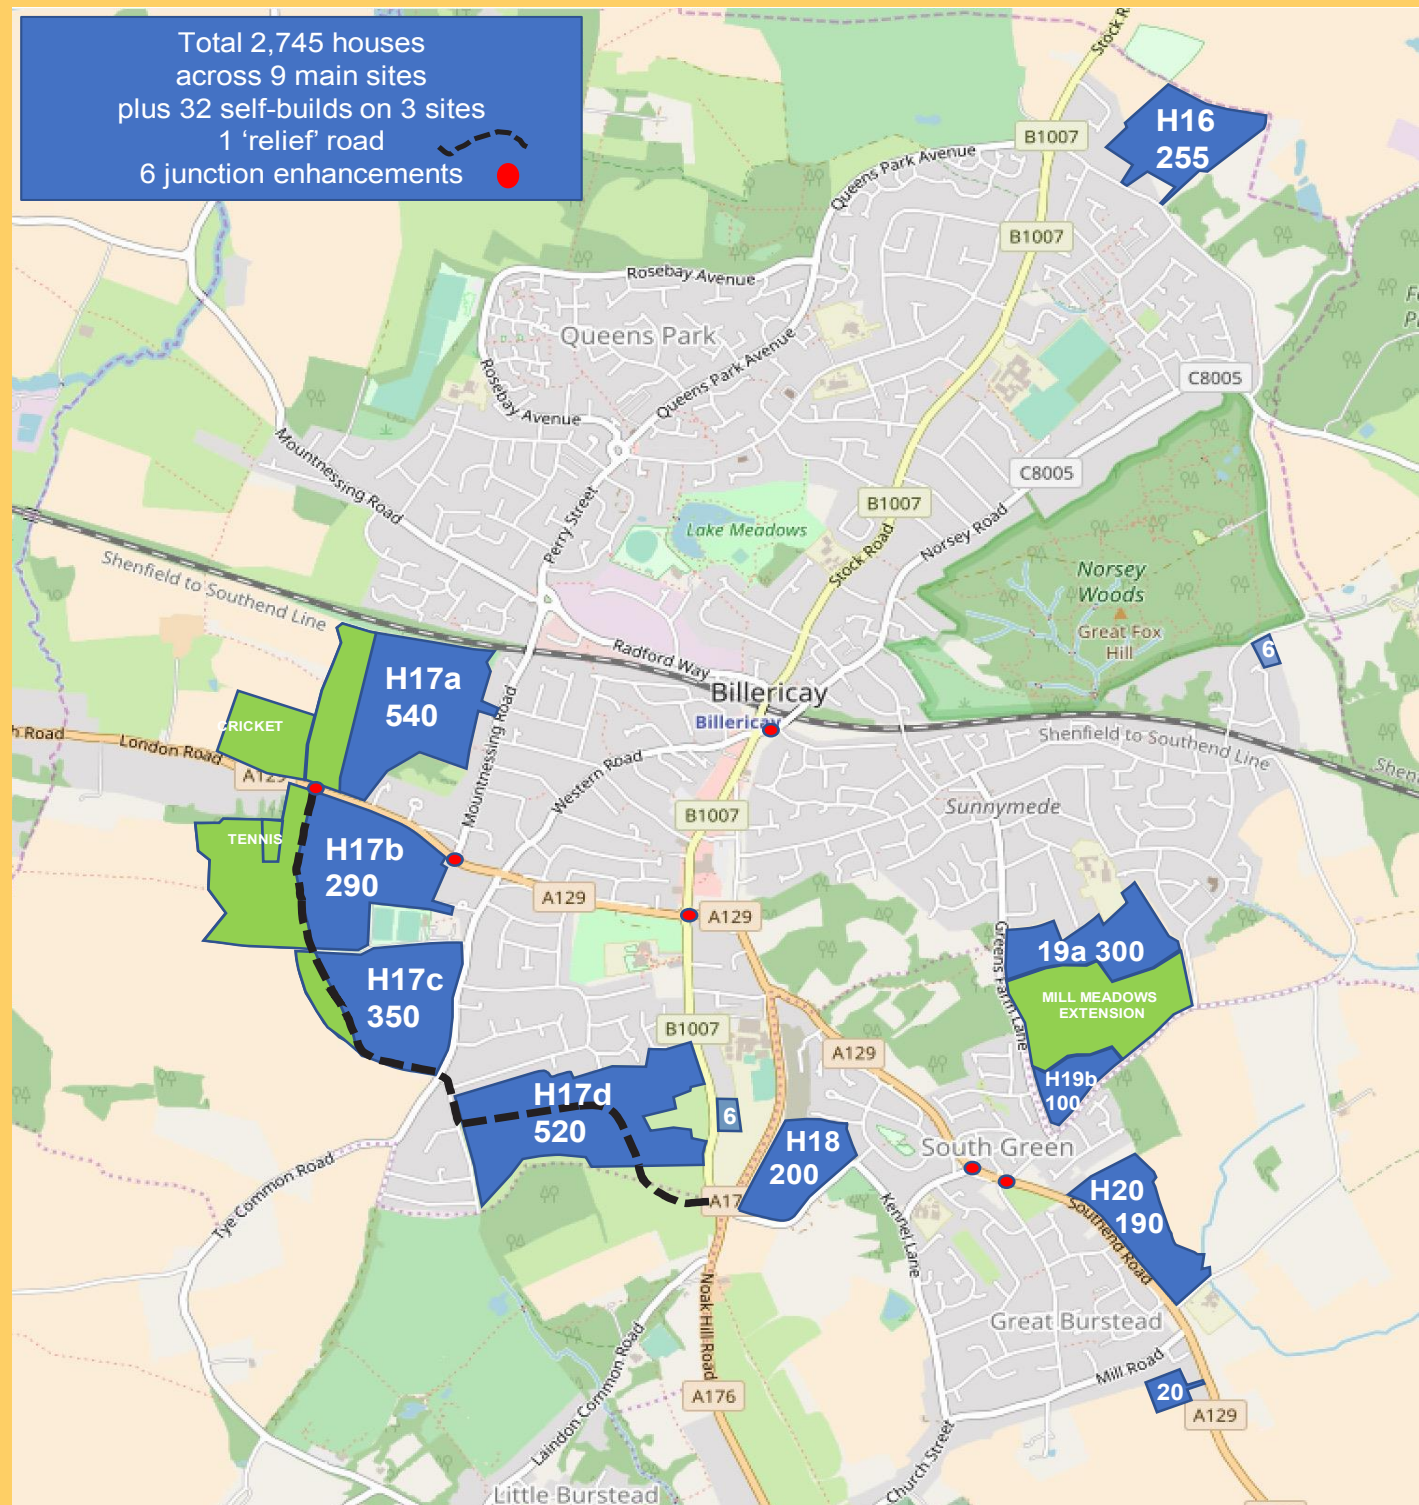 Total 2,745 houses
across 9 main sites
plus 32 self-builds on 3 sites
1 ‘relief’ road
6 junction enhancements
Stock R
B1007
H16
255
Queens Park Avenue
B1007
Rosebay Avenue
Queens Park
Queens Park Avenue
Rosebay Avenue
C8005
Mountnessing Road
C8005
Perry Street
B1007
Lake Meadows
Stock Road
Norsey Road
Shenfield to Southend Line
Norsey
Woods
Great Fox
Hill
Radford Way
6
H17a
540
Billericay
Billericay
CRICKET
h Road
London Road
Mountnessing Road
Western Road
Shenfield to Southend Line
Shen
Sunnymede
B1007
TENNIS
H17b
290
A129
A129
Greens Farm Lane
19a 300
H17c
350
MILL MEADOWS
EXTENSION
B1007
A129
H19b
100
H17d
520
6
H18
200
South Green
H20
190
Tye Common Road
A17
Kennel Lane
Southend Road
Noak Hill Road
Great Burstead
Laindon Common Road
Mill Road
A176
20
A129
Church Street
Little Burstead